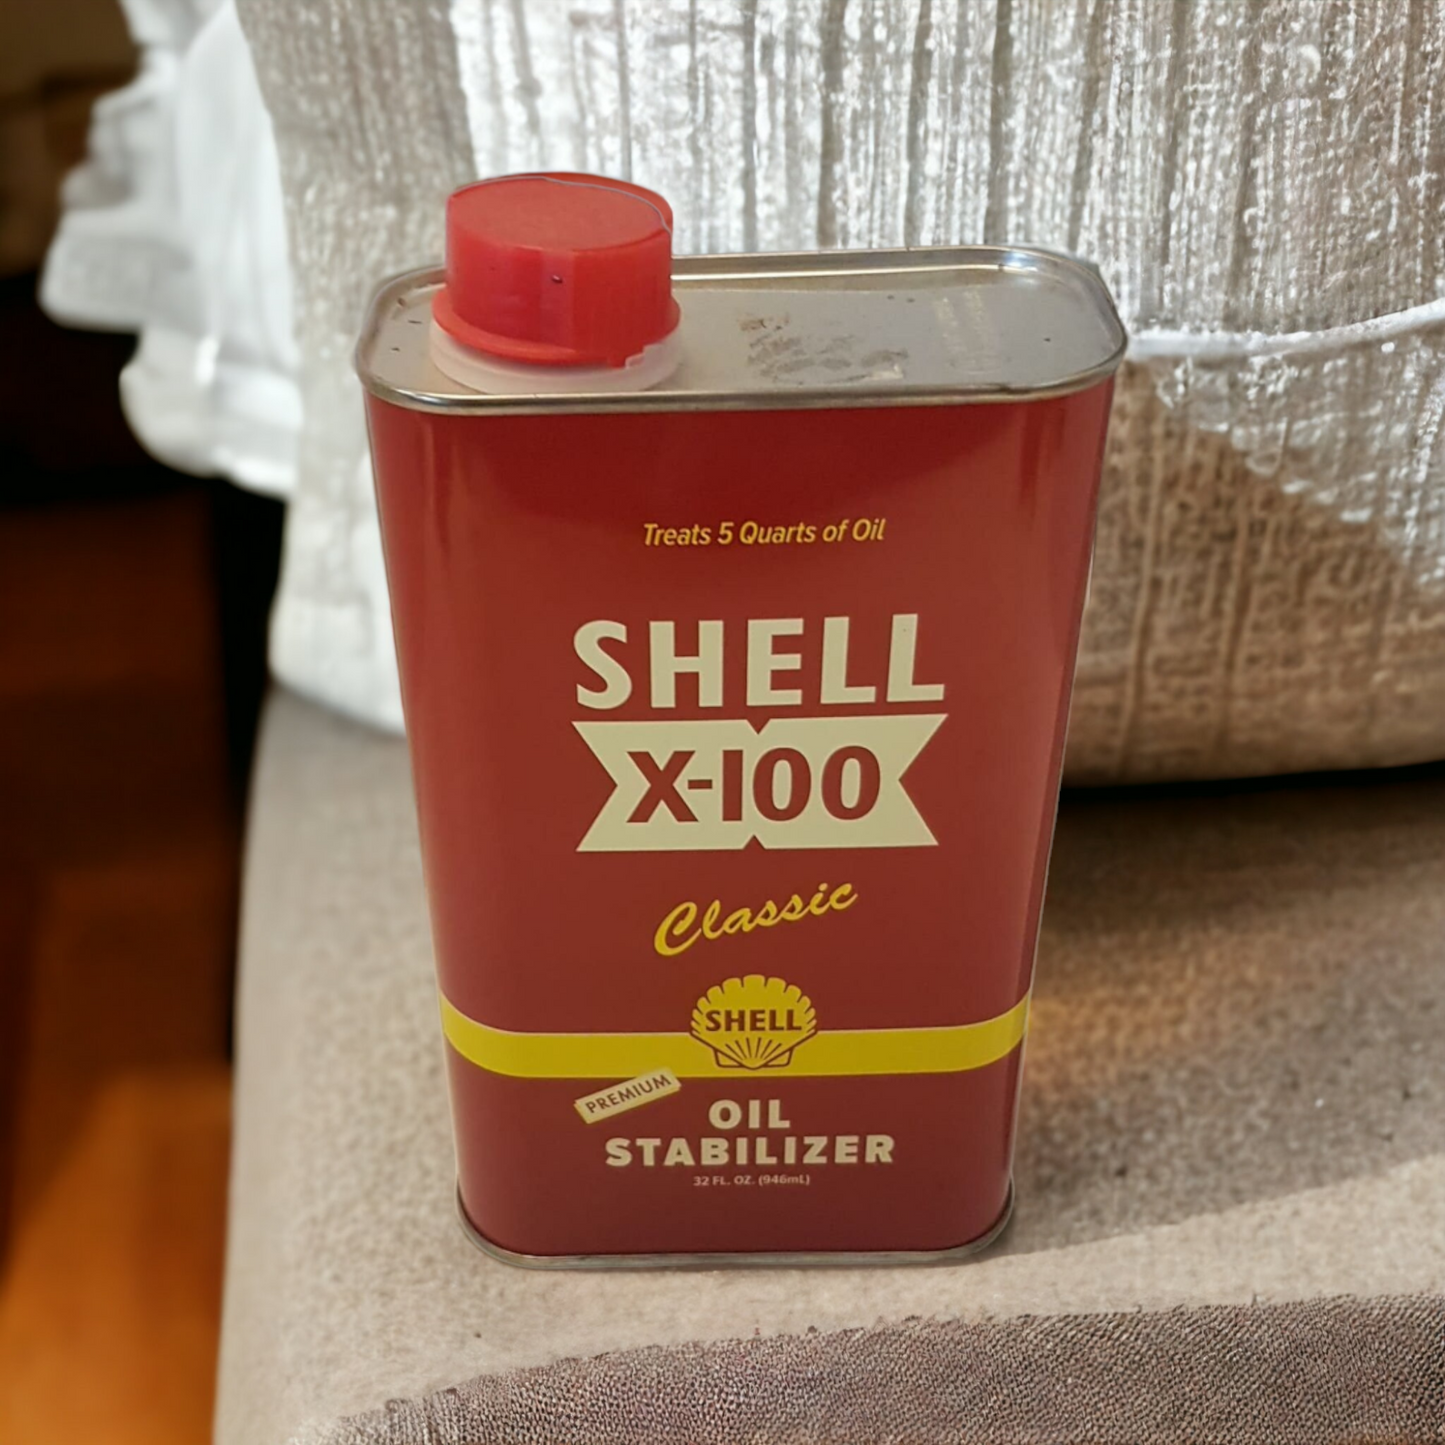 Treats 5 Quarts of Oil
SHELL
X-100
Classic
SHELL
PREMIUM
OIL
STABILIZER
32 FL. OZ. (946mL)